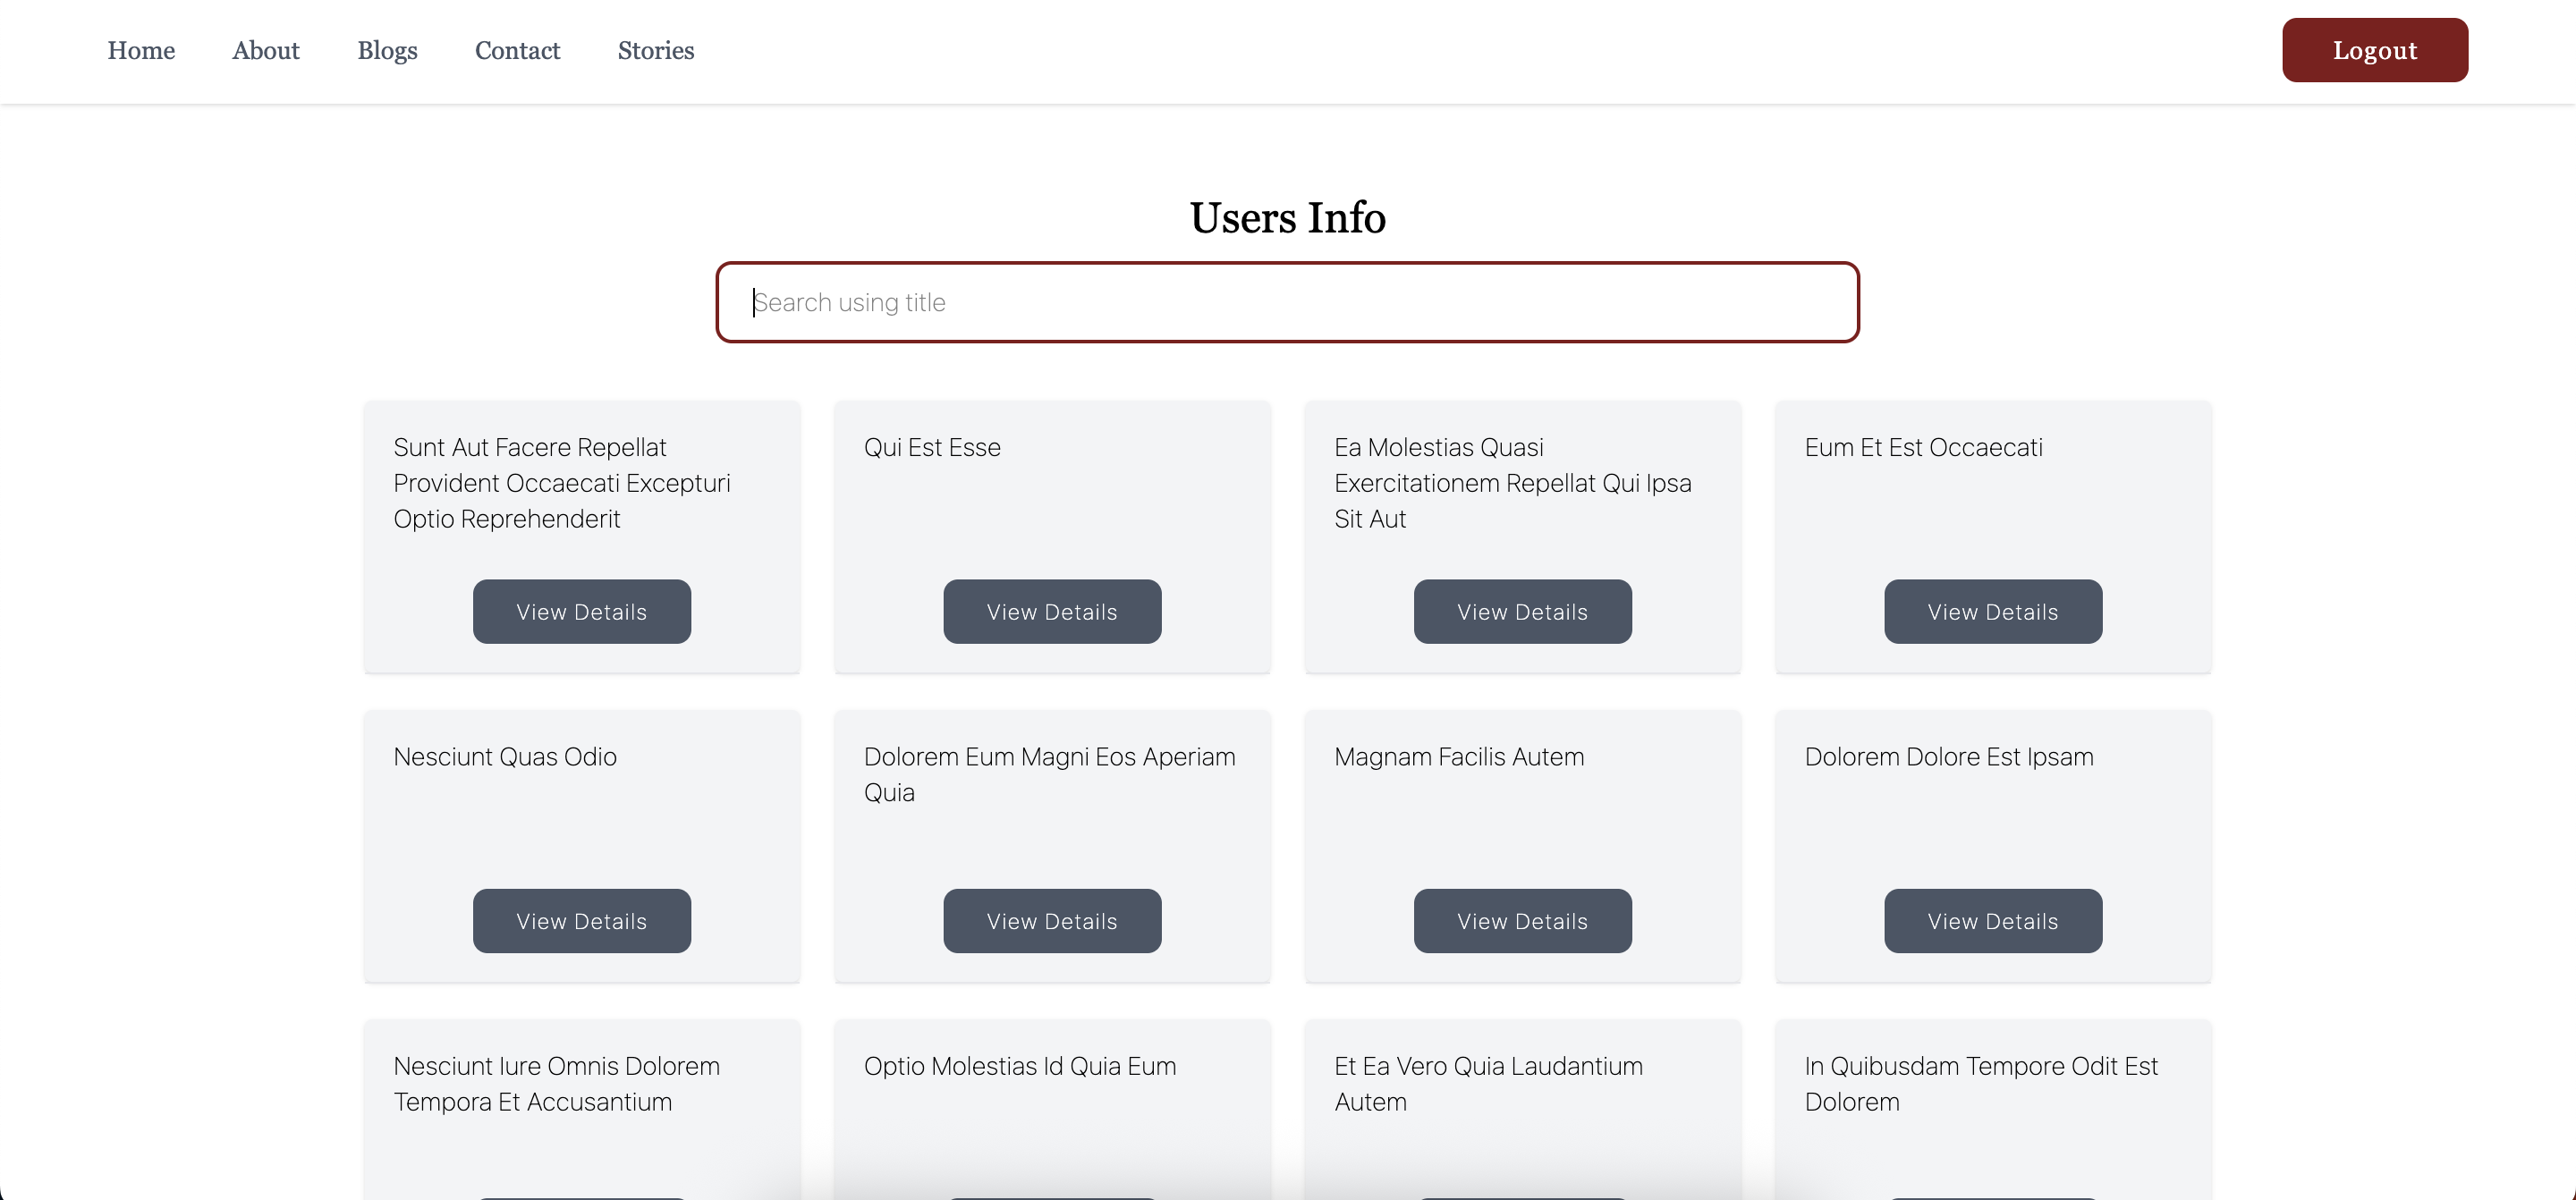 Home About Blogs Contact Stories Logout
Users Info
Search using title
Sunt Aut Facere Repellat
Provident Occaecati Excepturi
Optio Reprehenderit
View Details
Qui Est Esse
View Details
Ea Molestias Quasi
Exercitationem Repellat Qui Ipsa
Sit Aut
View Details
Eum Et Est Occaecati
View Details
Nesciunt Quas Odio
View Details
Dolorem Eum Magni Eos Aperiam
Quia
View Details
Magnam Facilis Autem
View Details
Dolorem Dolore Est Ipsam
View Details
Nesciunt Iure Omnis Dolorem
Tempora Et Accusantium
Optio Molestias Id Quia Eum
Et Ea Vero Quia Laudantium
Autem
In Quibusdam Tempore Odit Est
Dolorem